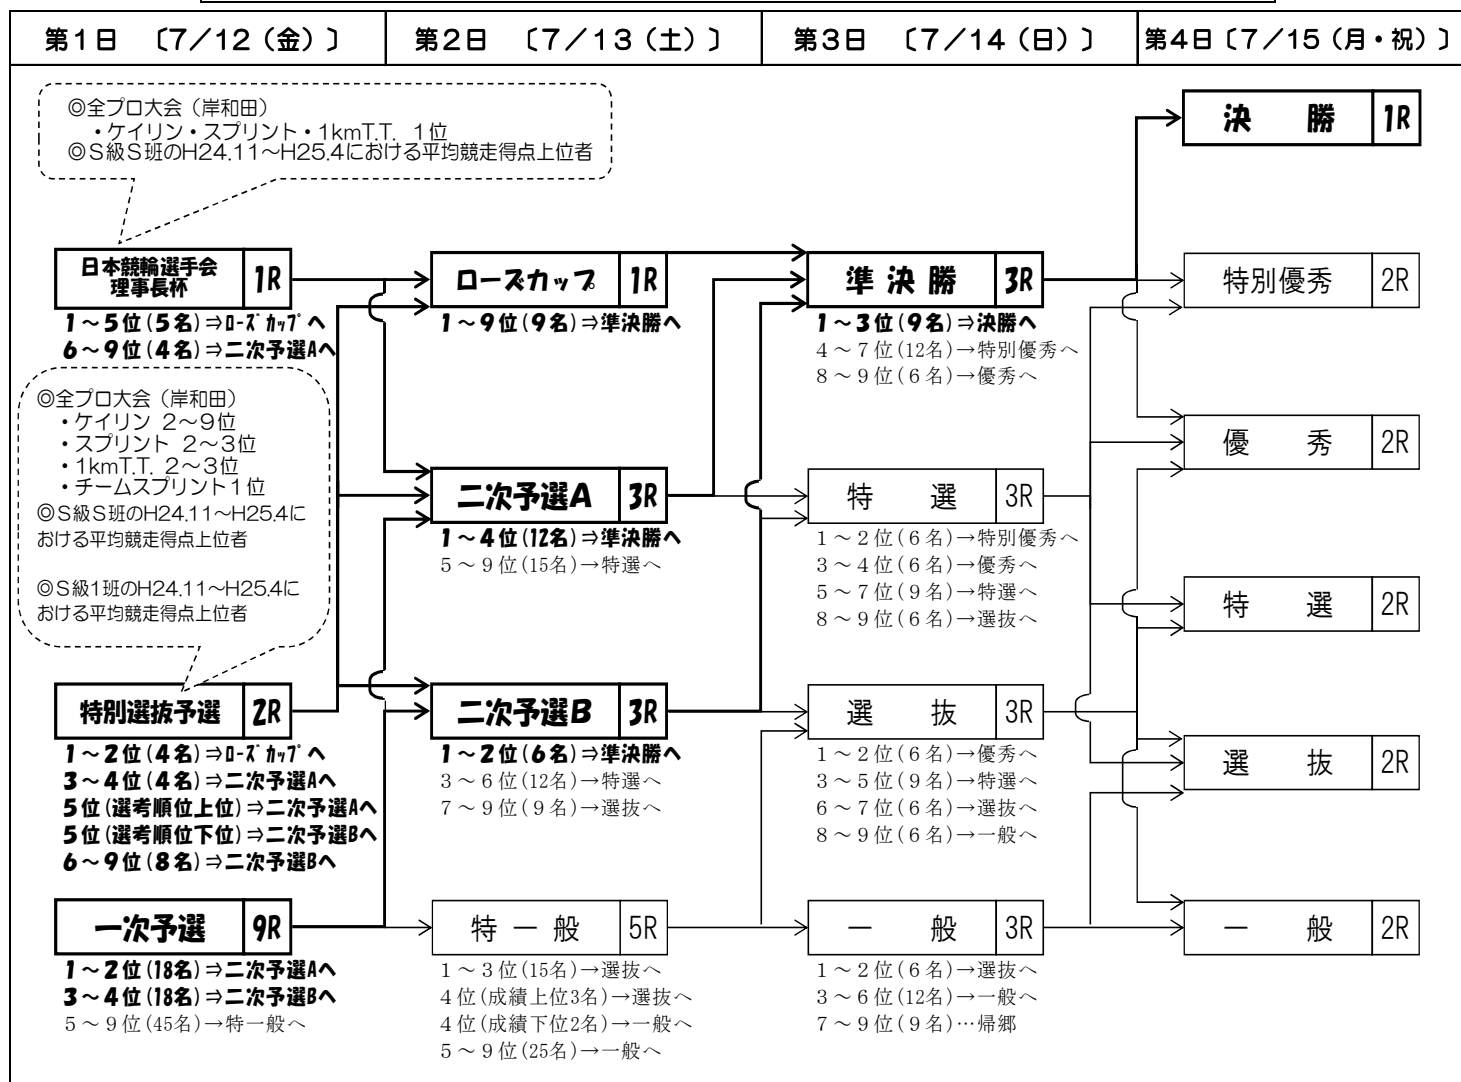 第1日 〔7/12(金)〕
第2日 〔7/13(土)〕
第3日 〔7/14(日)〕
第4日〔7/15(月・祝)〕
◎全プロ大会(岸和田)
・ケイリン・スプリント・1kmT.T. 1位
◎S級S班のH24.11~H25.4における平均競走得点上位者
日本競輪選手会
理事長杯
1R
1~5位(5名)⇒ローズカップへ
6~9位(4名)⇒二次予選Aへ
◎全プロ大会(岸和田)
・ケイリン 2~9位
・スプリント 2~3位
・1kmT.T. 2~3位
・チームスプリント1位
◎S級S班のH24.11~H25.4に
おける平均競走得点上位者
◎S級1班のH24.11~H25.4に
おける平均競走得点上位者
特別選抜予選 2R
1~2位(4名)⇒ローズカップへ
3~4位(4名)⇒二次予選Aへ
5位(選考順位上位)⇒二次予選Aへ
5位(選考順位下位)⇒二次予選Bへ
6~9位(8名)⇒二次予選Bへ
一次予選 9R
1~2位(18名)⇒二次予選Aへ
3~4位(18名)⇒二次予選Bへ
5~9位(45名)→特一般へ
ローズカップ 1R
1~9位(9名)⇒準決勝へ
二次予選A 3R
1~4位(12名)⇒準決勝へ
5~9位(15名)→特選へ
二次予選B 3R
1~2位(6名)⇒準決勝へ
3~6位(12名)→特選へ
7~9位(9名)→選抜へ
特一般 5R
1~3位(15名)→選抜へ
4位(成績上位3名)→選抜へ
4位(成績下位2名)→一般へ
5~9位(25名)→一般へ
準決勝 3R
1~3位(9名)⇒決勝へ
4~7位(12名)→特別優秀へ
8~9位(6名)→優秀へ
特選 3R
1~2位(6名)→特別優秀へ
3~4位(6名)→優秀へ
5~7位(9名)→特選へ
8~9位(6名)→選抜へ
選抜 3R
1~2位(6名)→優秀へ
3~5位(9名)→特選へ
6~7位(6名)→選抜へ
8~9位(6名)→一般へ
一般 3R
1~2位(6名)→選抜へ
3~6位(12名)→一般へ
7~9位(9名)…帰郷
決勝 1R
特別優秀 2R
優秀 2R
特選 2R
選抜 2R
一般 2R